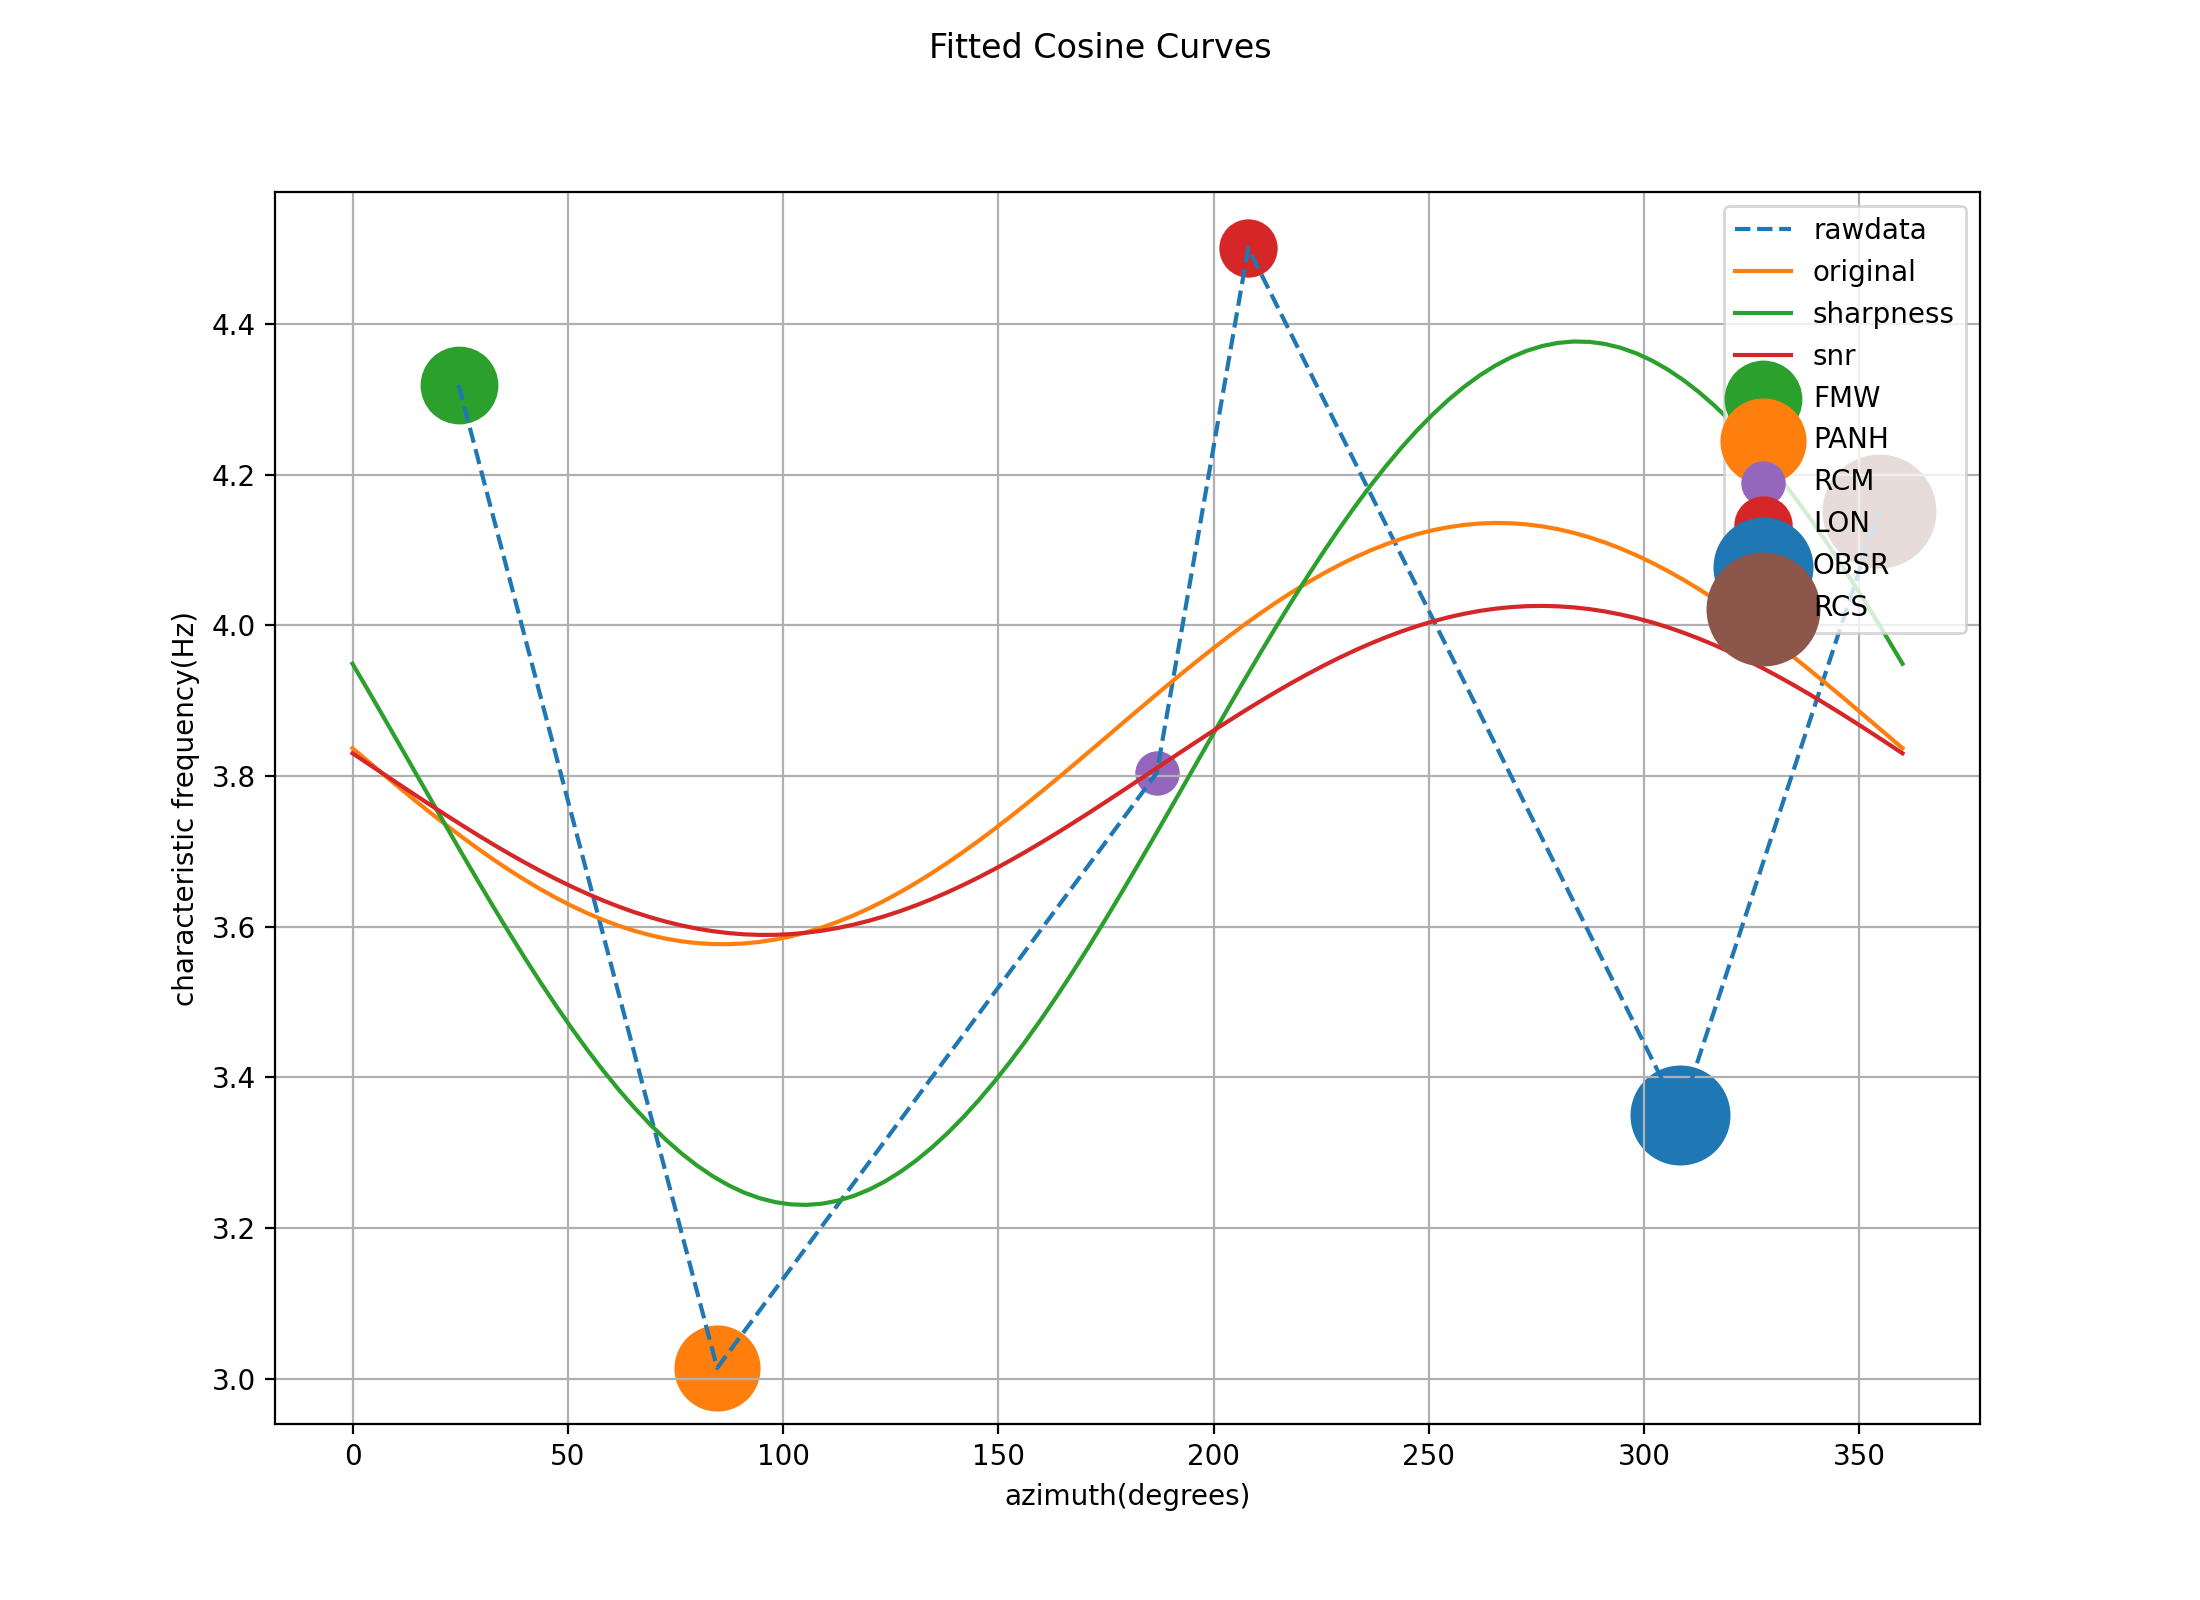 Fitted Cosine Curves
rawdata
original
sharpness
snr
FMW
PANH
RCM
LON
OBSR
RCS
4.4
4.2
4.0
3.8
3.6
3.4
3.2
3.0
characteristic frequency(Hz)
0 50 100 150 200 250 300 350
azimuth(degrees)